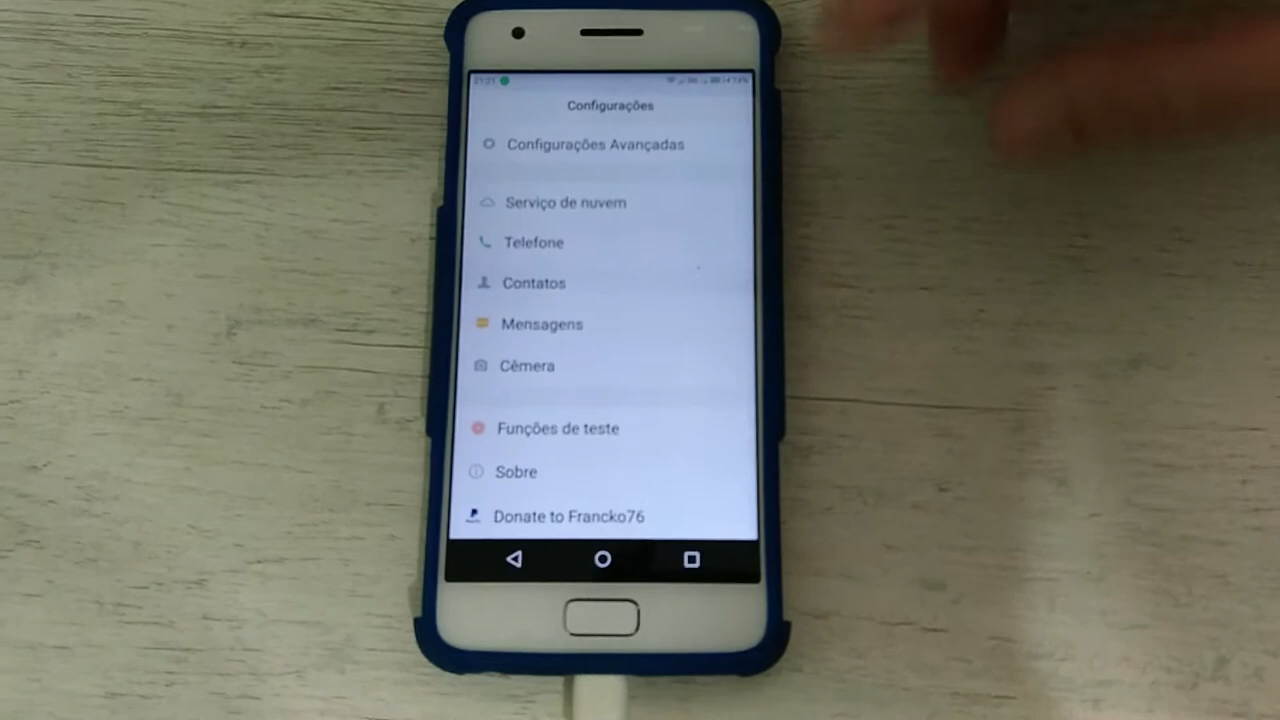 Configurações
Configurações Avançadas
Serviço de nuvem
Telefone
Contatos
Mensagens
Câmera
Funções de teste
Sobre
Donate to Francko76